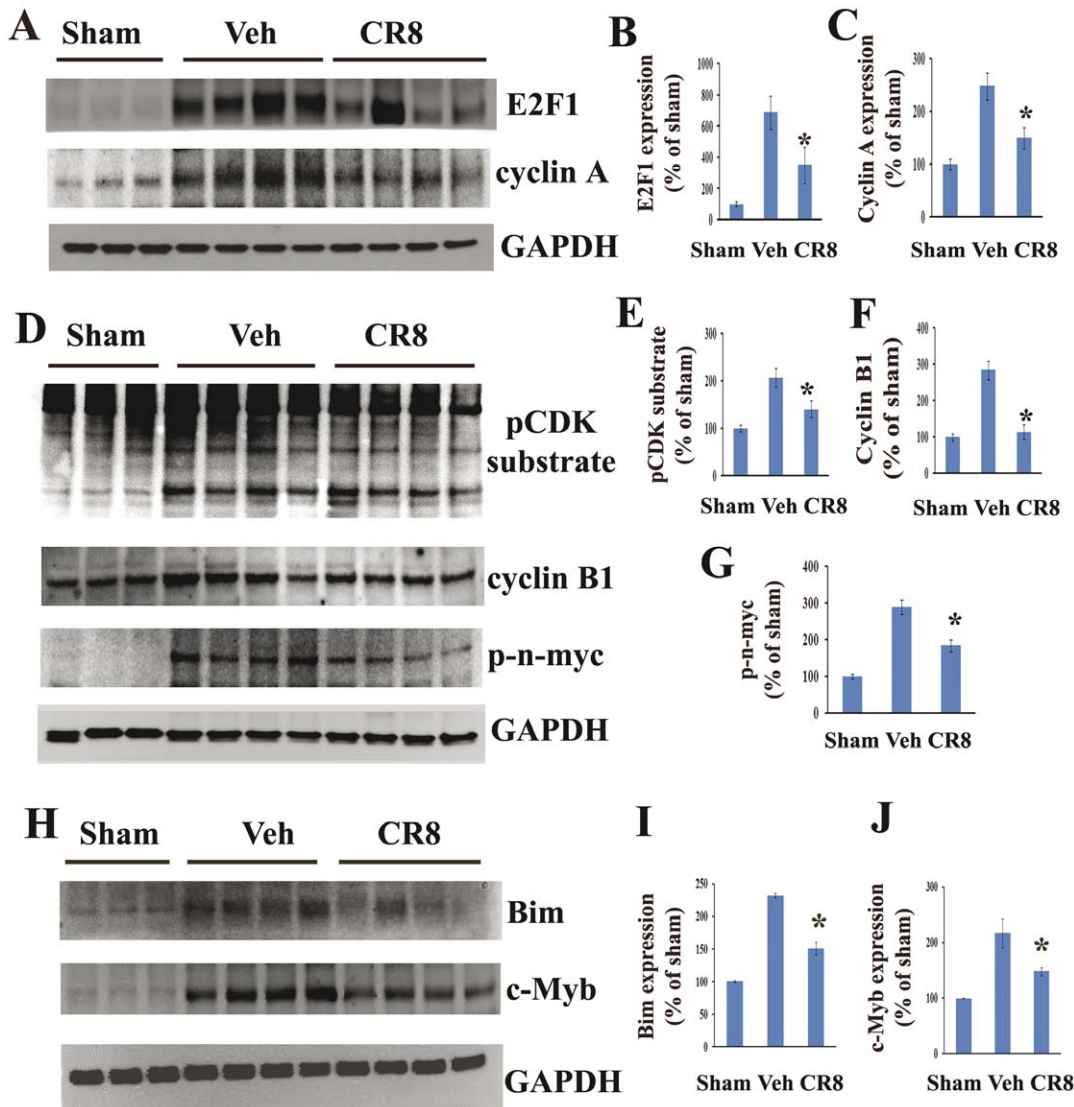 A
Sham Veh CR8
E2F1
cyclin A
GAPDH
B
E2F1 expression
(% of sham)
1000
800
600
400
200
0
Sham Veh CR8
*
C
Cyclin A expression
(% of sham)
300
200
100
0
Sham Veh CR8
*
D
Sham Veh CR8
pCDK
substrate
cyclin B1
p-n-myc
GAPDH
E
pCDK substrate
(% of sham)
300
200
100
0
Sham Veh CR8
*
F
Cyclin B1
(% of sham)
400
300
200
100
0
Sham Veh CR8
*
G
p-n-myc
(% of sham)
400
300
200
100
0
Sham Veh CR8
*
H
Sham Veh CR8
Bim
c-Myb
GAPDH
I
Bim expression
(% of sham)
250
200
150
100
50
0
Sham Veh CR8
*
J
c-Myb expression
(% of sham)
300
200
100
0
Sham Veh CR8
*